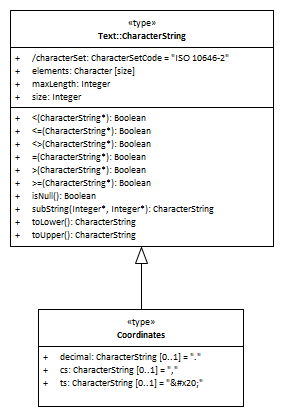 «type»
Text::CharacterString
+ /characterSet: CharacterSetCode = "ISO 10646-2"
+ elements: Character [size]
+ maxLength: Integer
+ size: Integer
+ <(CharacterString*): Boolean
+ <=(CharacterString*): Boolean
+ <>(CharacterString*): Boolean
+ =(CharacterString*): Boolean
+ >(CharacterString*): Boolean
+ >=(CharacterString*): Boolean
+ isNull(): Boolean
+ subString(Integer*, Integer*): CharacterString
+ toLower(): CharacterString
+ toUpper(): CharacterString
«type»
Coordinates
+ decimal: CharacterString [0..1] = "."
+ cs: CharacterString [0..1] = ","
+ ts: CharacterString [0..1] = "&#x20;"